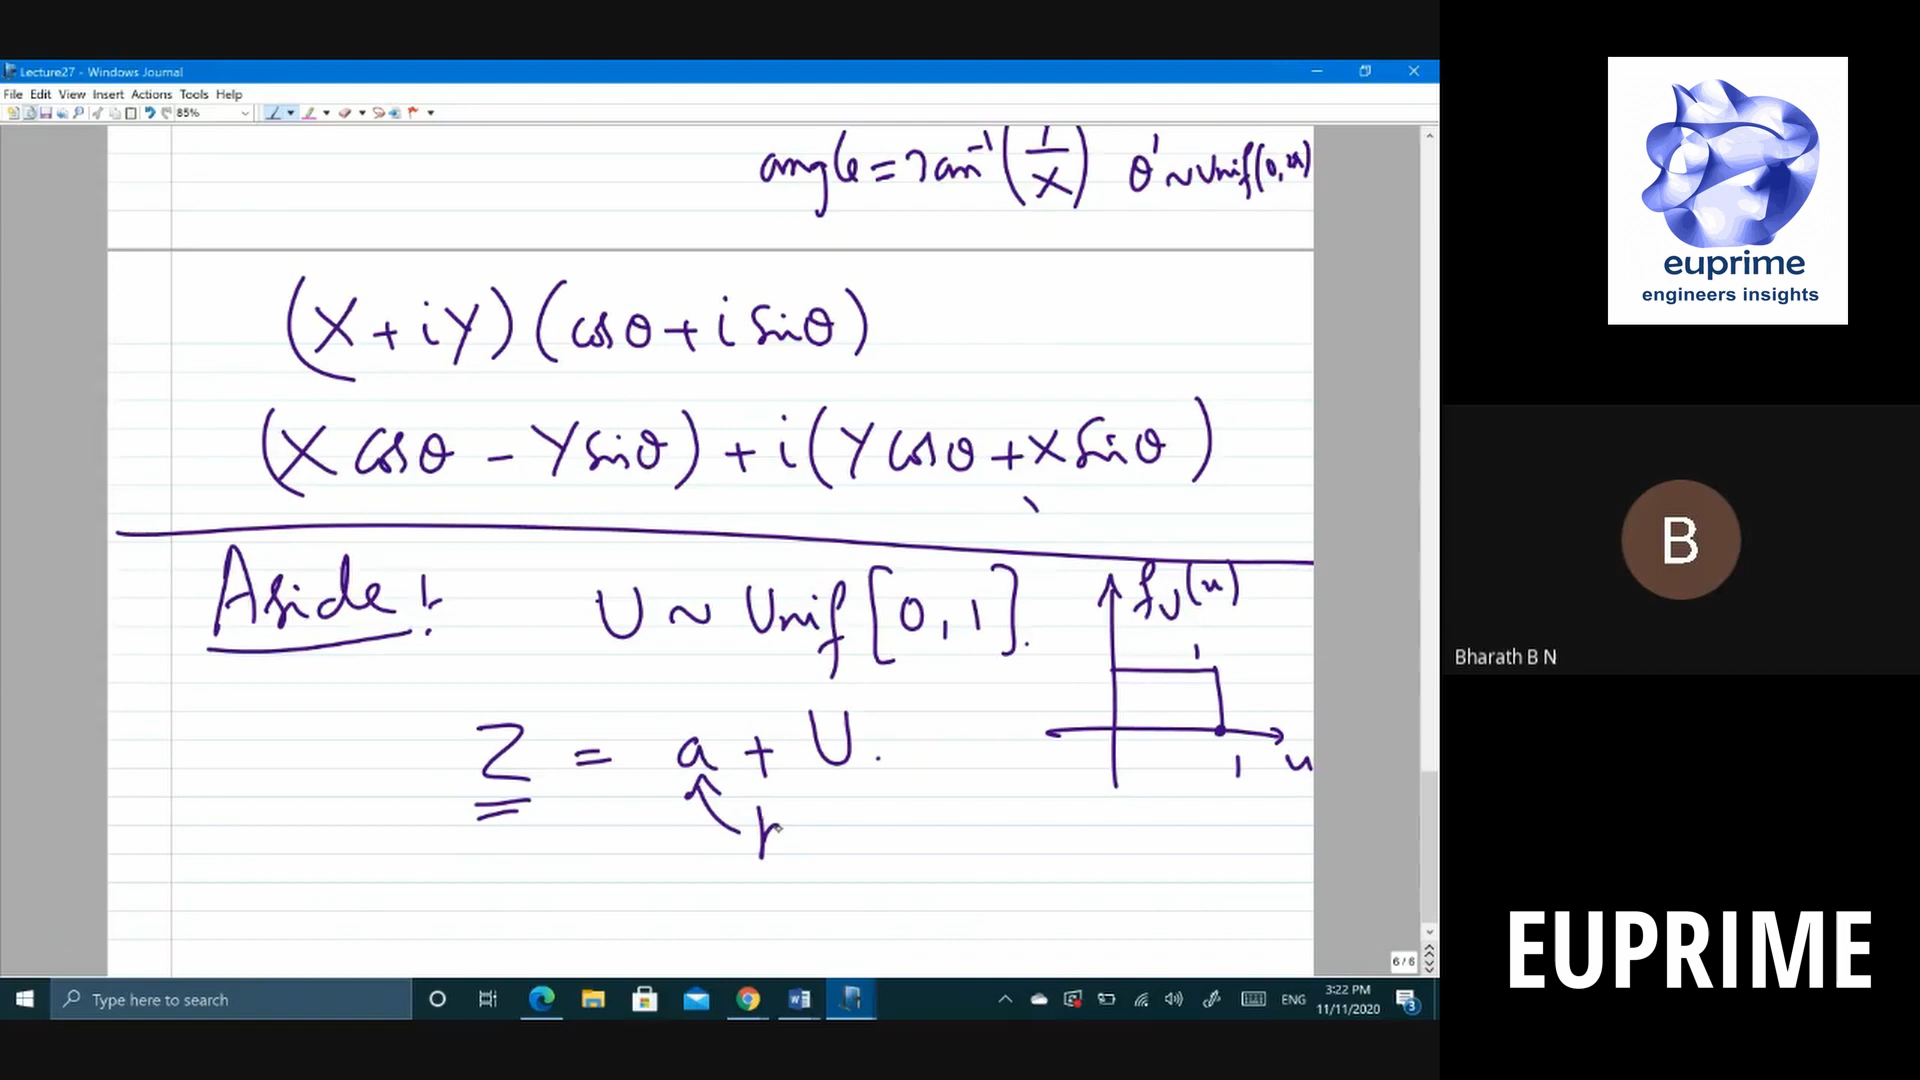 Lecture27 - Windows Journal
File Edit View Insert Actions Tools Help
85%
angle = Tan⁻¹(Y/X) θ' ~ Unif(0,2π)
(X + iY)(cosθ + i sinθ)
(X cosθ - Y sinθ) + i(Y cosθ + X sinθ)
Aside!
U ~ Unif [0, 1].
f_U(u)
1
Z = a + U.
1 u
6 / 6
Type here to search
ENG
3:22 PM
11/11/2020
3
euprime
engineers insights
B
Bharath B N
EUPRIME